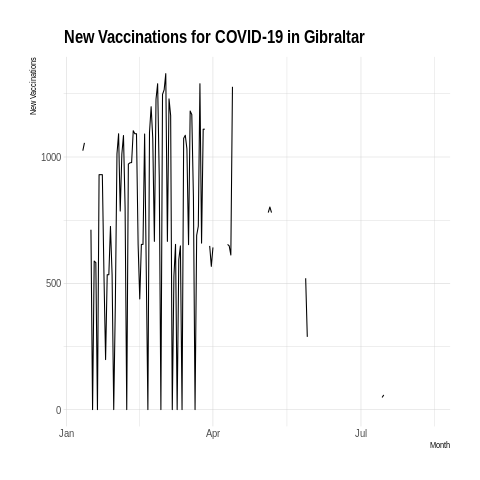 New Vaccinations for COVID-19 in Gibraltar
New Vaccinations
1000
500
0
Jan
Apr
Jul
Month